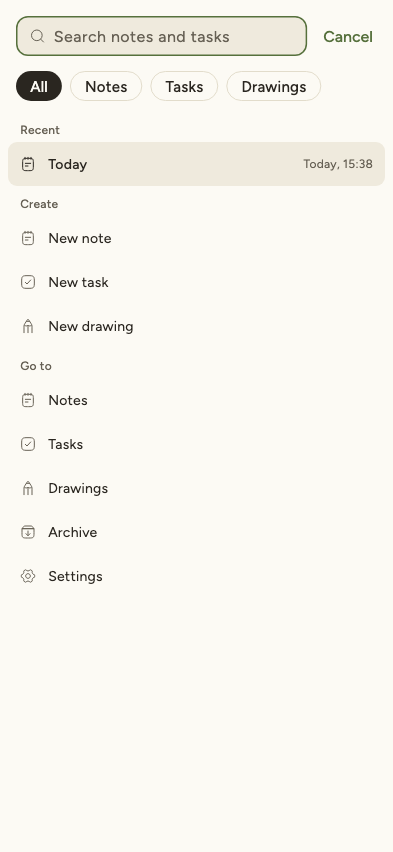 Search notes and tasks Cancel
All Notes Tasks Drawings
Recent
Today Today, 15:38
Create
New note
New task
New drawing
Go to
Notes
Tasks
Drawings
Archive
Settings